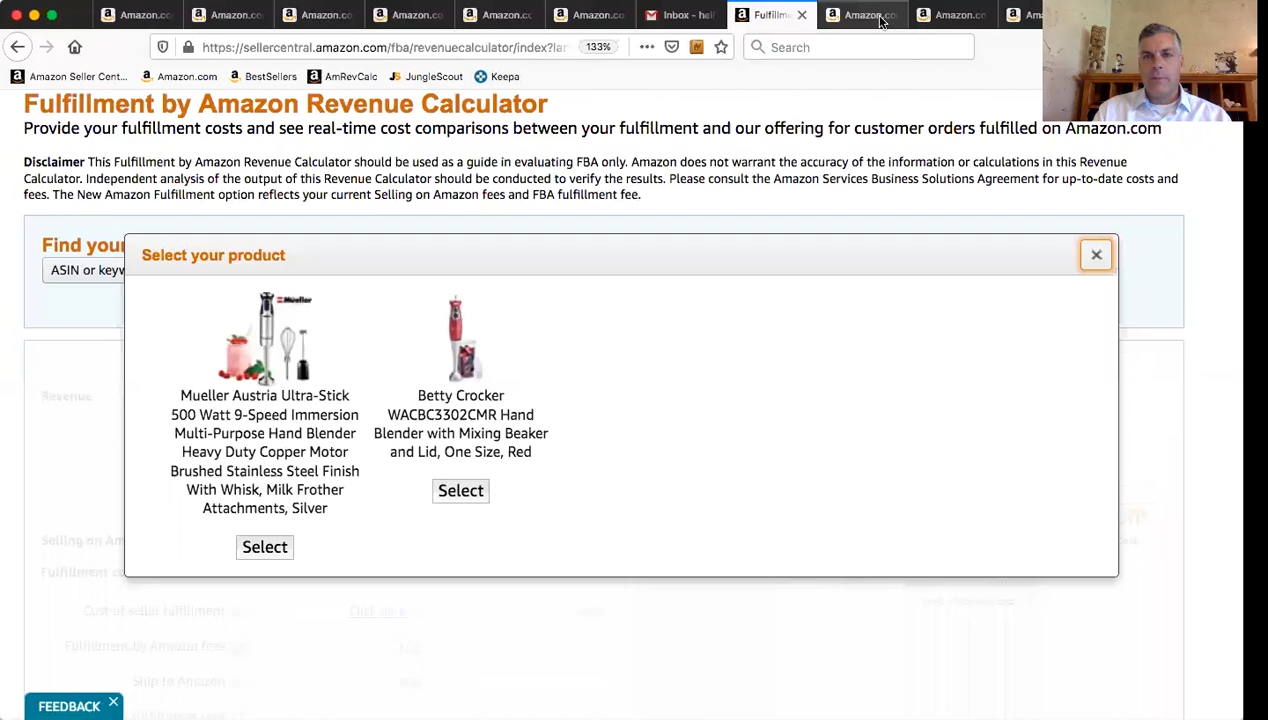 Amazon.co
Amazon.co
Amazon.co
Amazon.co
Amazon.co
Amazon.co
Inbox - hel
Fulfillme
Amazon.co
Amazon.co
Am
https://sellercentral.amazon.com/fba/revenuecalculator/index?la
133%
Search
Amazon Seller Cent...
Amazon.com
BestSellers
AmRevCalc
JungleScout
Keepa
Fulfillment by Amazon Revenue Calculator
Provide your fulfillment costs and see real-time cost comparisons between your fulfillment and our offering for customer orders fulfilled on Amazon.com
Disclaimer This Fulfillment by Amazon Revenue Calculator should be used as a guide in evaluating FBA only. Amazon does not warrant the accuracy of the information or calculations in this Revenue
Calculator. Independent analysis of the output of this Revenue Calculator should be conducted to verify the results. Please consult the Amazon Services Business Solutions Agreement for up-to-date costs and
fees. The New Amazon Fulfillment option reflects your current Selling on Amazon fees and FBA fulfillment fee.
Find your
ASIN or keyw
Select your product
Mueller
Mueller Austria Ultra-Stick
500 Watt 9-Speed Immersion
Multi-Purpose Hand Blender
Heavy Duty Copper Motor
Brushed Stainless Steel Finish
With Whisk, Milk Frother
Attachments, Silver
Select
Betty Crocker
WACBC3302CMR Hand
Blender with Mixing Beaker
and Lid, One Size, Red
Select
Revenue
Selling on Am
Fulfillment co
Cost of seller fulfillment
Fulfillment by Amazon fees
Ship to Amazon
FEEDBACK